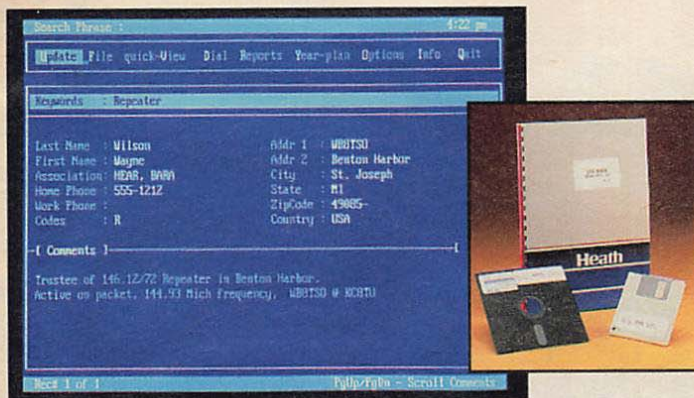 Search Phrase : 4:22 pm
Update File quick-View Dial Reports Year-plan Options Info Quit
Keywords : Repeater
Last Name : Wilson Addr 1 : WB8TSO
First Name : Wayne Addr 2 : Benton Harbor
Association : HEAR, BARA City : St. Joseph
Home Phone : 555-1212 State : MI
Work Phone : ZipCode : 49085-
Codes : R Country : USA
[ Comments ]
Trustee of 146.12/72 Repeater in Benton Harbor.
Active on packet, 144.93 Mich frequency, WB8TSO @ KC8TU
Rec# 1 of 1 PgUp/PgDn - Scroll Comments
Heath